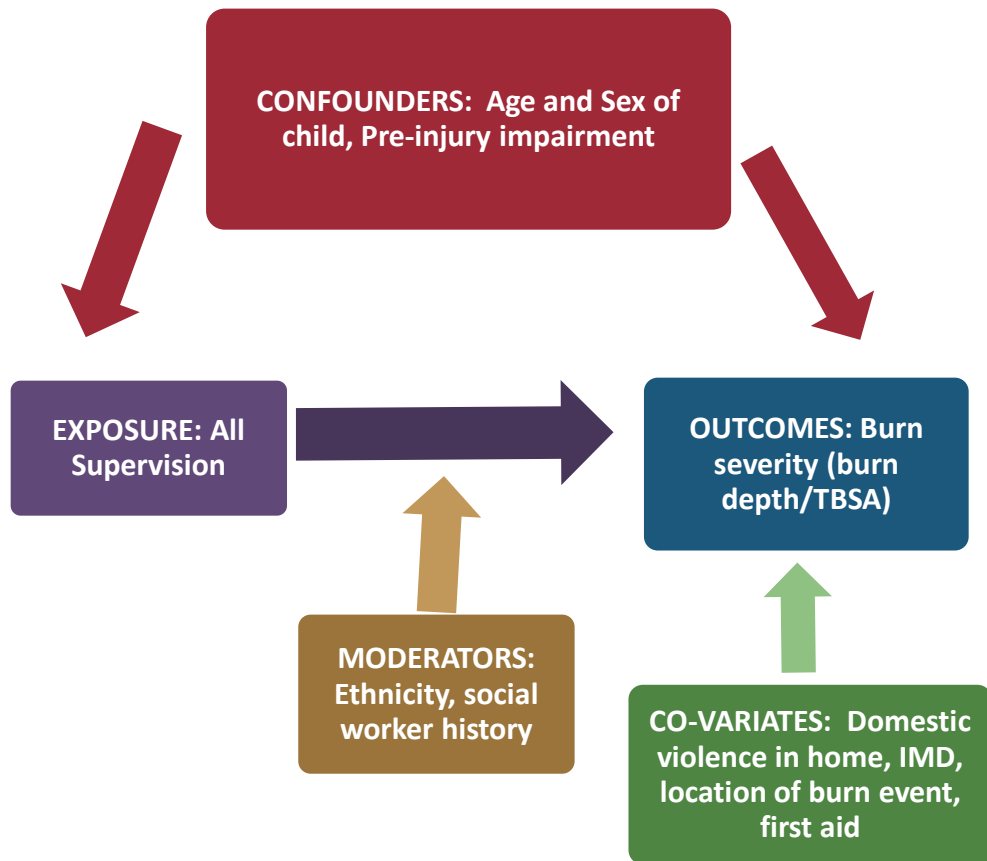 CONFOUNDERS:  Age and Sex of
child, Pre-injury impairment
EXPOSURE: All
Supervision
OUTCOMES: Burn
severity (burn
depth/TBSA)
MODERATORS:
Ethnicity, social
worker history
CO-VARIATES:  Domestic
violence in home, IMD,
location of burn event,
first aid